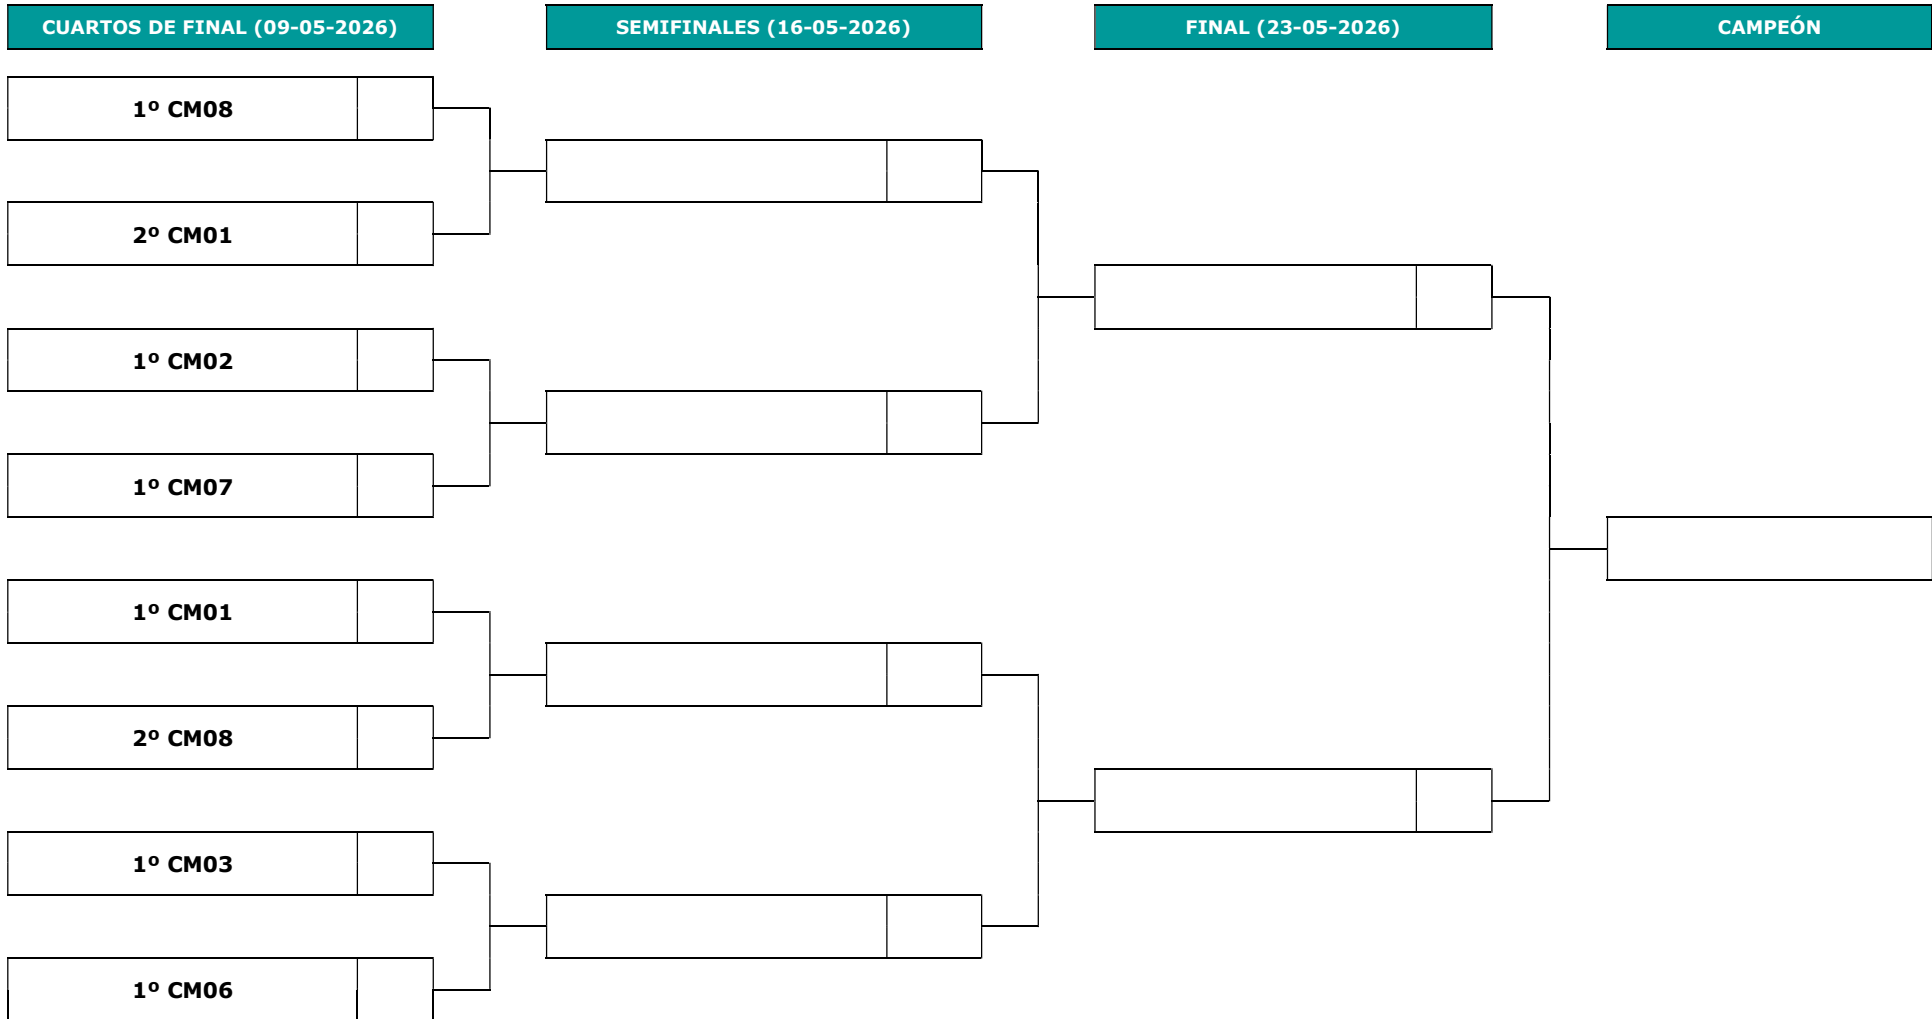 CUARTOS DE FINAL (09-05-2026)
SEMIFINALES (16-05-2026)
FINAL (23-05-2026)
CAMPEÓN
1º CM08
2º CM01
1º CM02
1º CM07
1º CM01
2º CM08
1º CM03
1º CM06